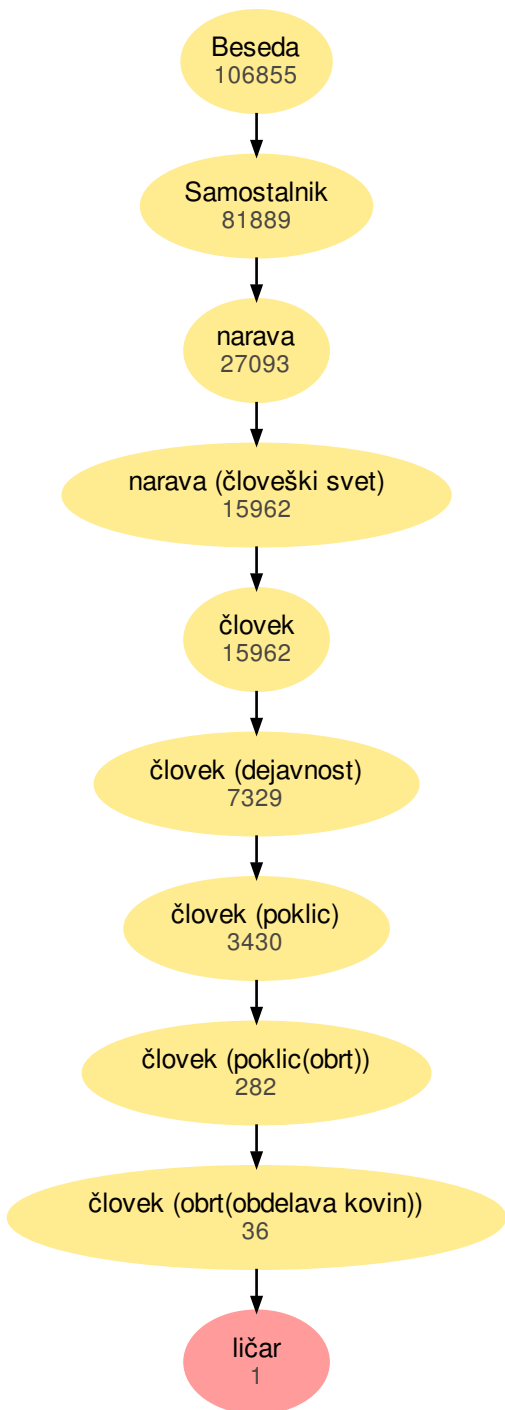 Beseda
106855
Samostalnik
81889
narava
27093
narava (človeški svet)
15962
človek
15962
človek (dejavnost)
7329
človek (poklic)
3430
človek (poklic(obrt))
282
človek (obrt(obdelava kovin))
36
ličar
1